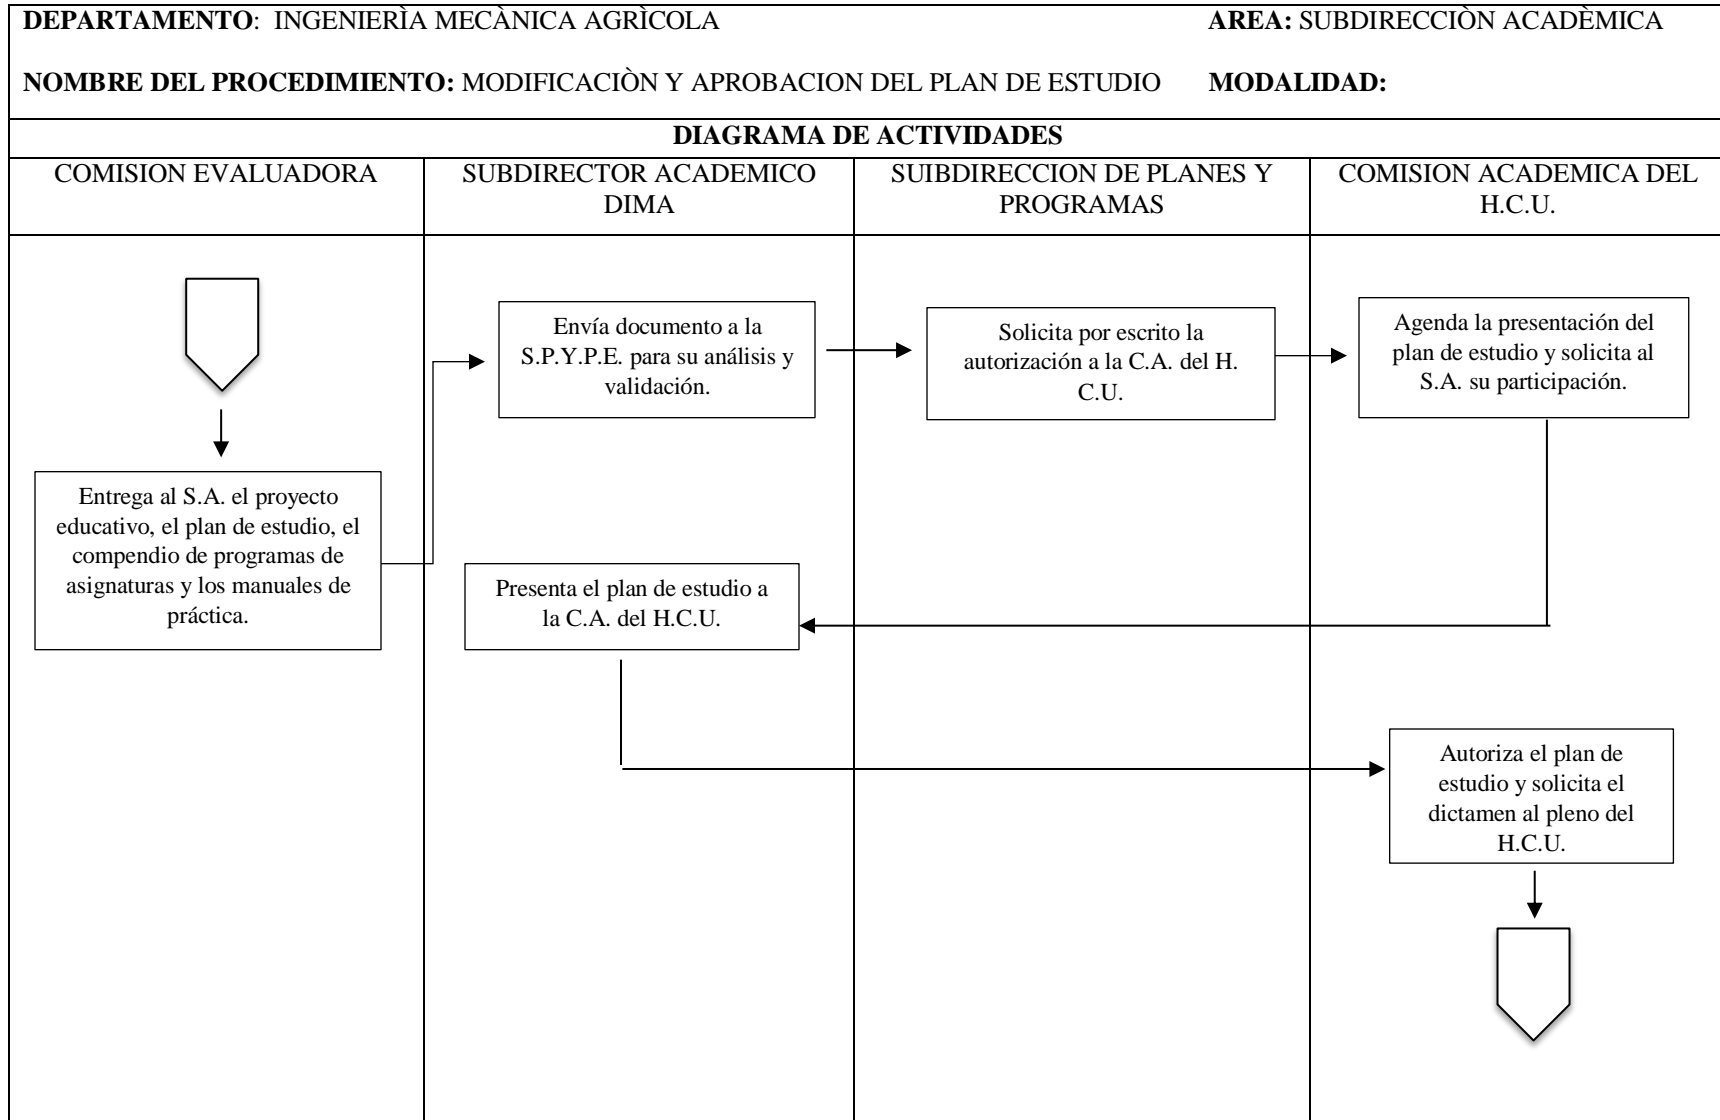 DEPARTAMENTO: INGENIERÌA MECÀNICA AGRÌCOLA AREA: SUBDIRECCIÒN ACADÈMICA
NOMBRE DEL PROCEDIMIENTO: MODIFICACIÒN Y APROBACION DEL PLAN DE ESTUDIO MODALIDAD:
DIAGRAMA DE ACTIVIDADES
COMISION EVALUADORA
SUBDIRECTOR ACADEMICO
DIMA
SUIBDIRECCION DE PLANES Y
PROGRAMAS
COMISION ACADEMICA DEL
H.C.U.
Entrega al S.A. el proyecto
educativo, el plan de estudio, el
compendio de programas de
asignaturas y los manuales de
práctica.
Envía documento a la
S.P.Y.P.E. para su análisis y
validación.
Solicita por escrito la
autorización a la C.A. del H.
C.U.
Agenda la presentación del
plan de estudio y solicita al
S.A. su participación.
Presenta el plan de estudio a
la C.A. del H.C.U.
Autoriza el plan de
estudio y solicita el
dictamen al pleno del
H.C.U.